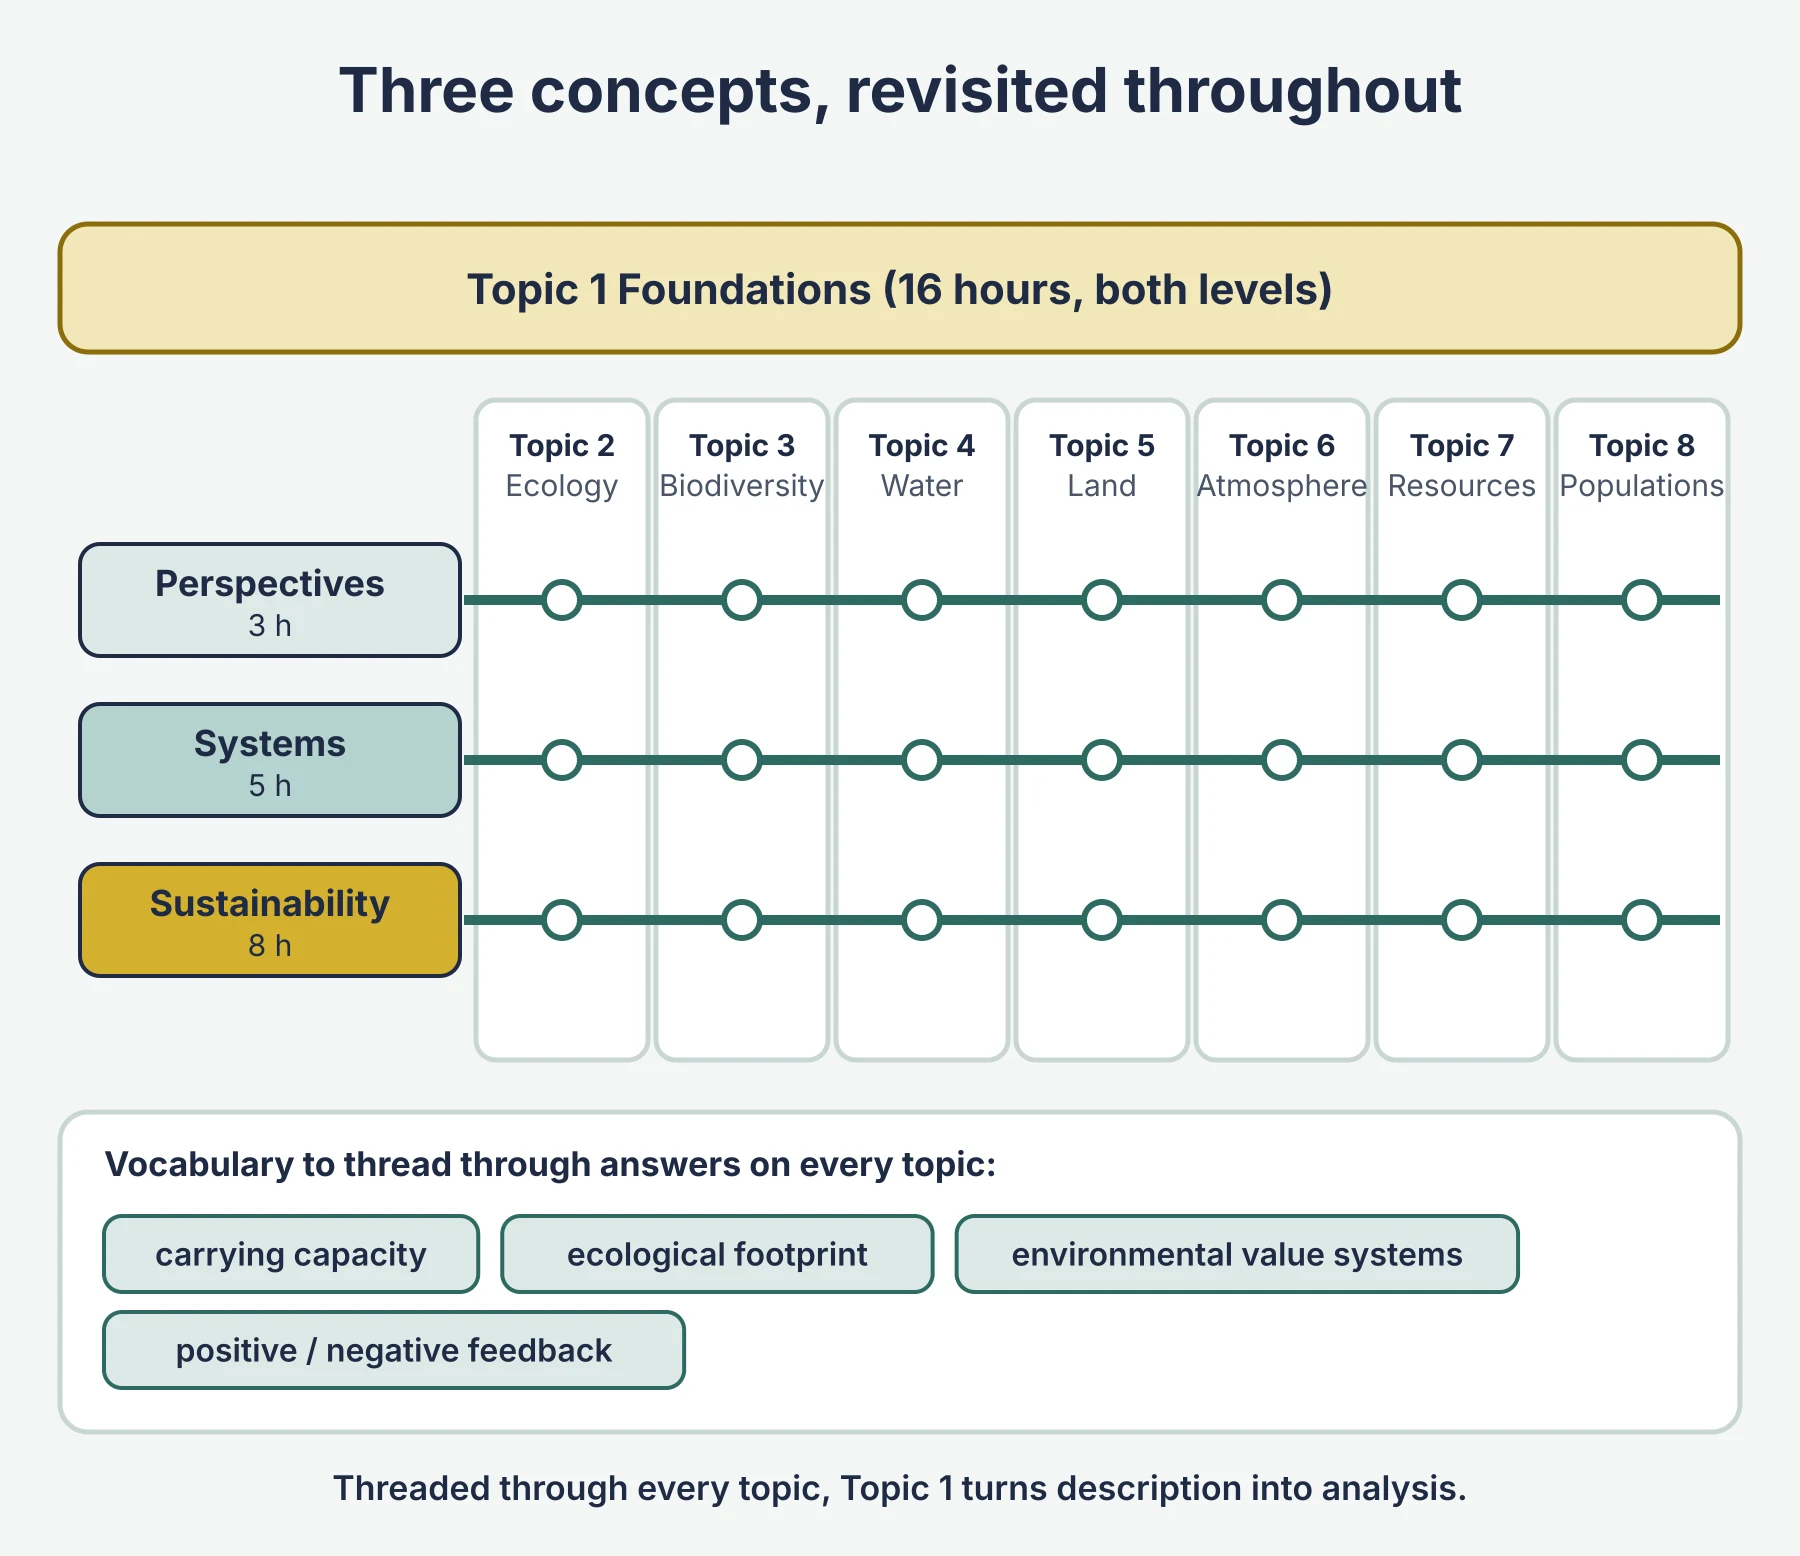 Three concepts, revisited throughout
Topic 1 Foundations (16 hours, both levels)
Topic 2
Ecology
Topic 3
Biodiversity
Topic 4
Water
Topic 5
Land
Topic 6
Atmosphere
Topic 7
Resources
Topic 8
Populations
Perspectives
3 h
Systems
5 h
Sustainability
8 h
Vocabulary to thread through answers on every topic:
carrying capacity
ecological footprint
environmental value systems
positive / negative feedback
Threaded through every topic, Topic 1 turns description into analysis.